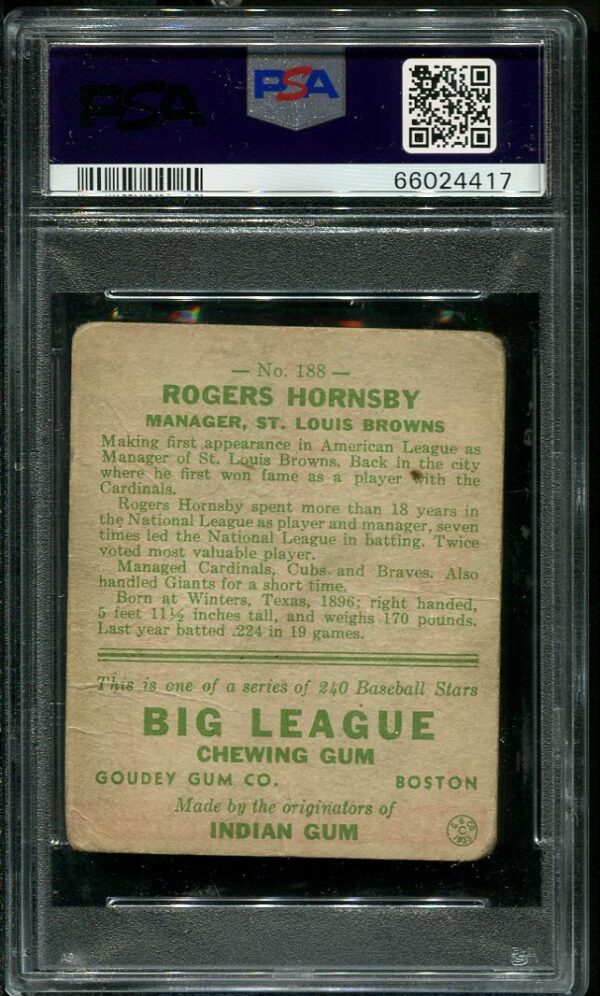 PSA
PSA
66024417
— No. 188 —
ROGERS HORNSBY
MANAGER, ST. LOUIS BROWNS
Making first appearance in American League as
Manager of St. Louis Browns. Back in the city
where he first won fame as a player with the
Cardinals.
Rogers Hornsby spent more than 18 years in
the National League as player and manager, seven
times led the National League in batting. Twice
voted most valuable player.
Managed Cardinals, Cubs and Braves. Also
handled Giants for a short time.
Born at Winters, Texas, 1896; right handed,
5 feet 11½ inches tall, and weighs 170 pounds.
Last year batted .224 in 19 games.
This is one of a series of 240 Baseball Stars
BIG LEAGUE
CHEWING GUM
GOUDEY GUM CO. BOSTON
Made by the originators of
INDIAN GUM
G. G. CO.
C
1933